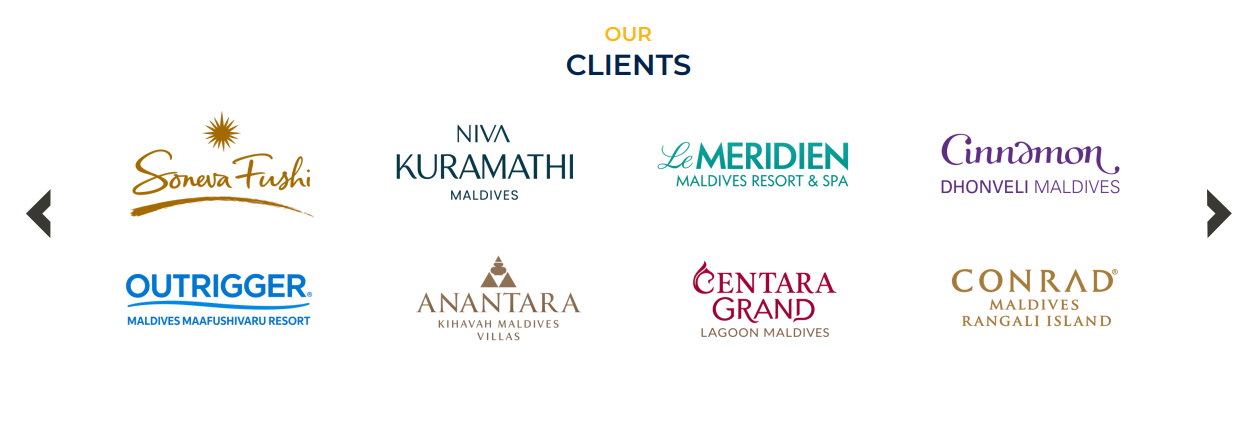 OUR
CLIENTS
Soneva Fushi
NIVA
KURAMATHI
MALDIVES
Le MERIDIEN
MALDIVES RESORT & SPA
Cinnamon
DHONVELI MALDIVES
OUTRIGGER®
MALDIVES MAAFUSHIVARU RESORT
ANANTARA
KIHAVAH MALDIVES
VILLAS
CENTARA
GRAND
LAGOON MALDIVES
CONRAD®
MALDIVES
RANGALI ISLAND